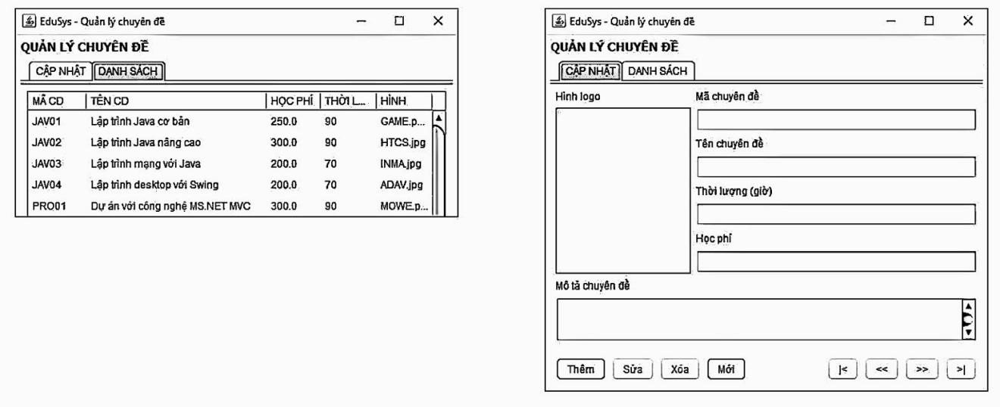 EduSys - Quản lý chuyên đề
QUẢN LÝ CHUYÊN ĐỀ
CẬP NHẬT DANH SÁCH
MÃ CD TÊN CD HỌC PHÍ THỜI L... HÌNH
JAV01 Lập trình Java cơ bản 250.0 90 GAME.p...
JAV02 Lập trình Java nâng cao 300.0 90 HTCS.jpg
JAV03 Lập trình mạng với Java 200.0 70 INMA.jpg
JAV04 Lập trình desktop với Swing 200.0 70 ADAV.jpg
PRO01 Dự án với công nghệ MS.NET MVC 300.0 90 MOWE.p...
EduSys - Quản lý chuyên đề
QUẢN LÝ CHUYÊN ĐỀ
CẬP NHẬT DANH SÁCH
Hình logo
Mã chuyên đề
Tên chuyên đề
Thời lượng (giờ)
Học phí
Mô tả chuyên đề
Thêm Sửa Xóa Mới |< << >> >|